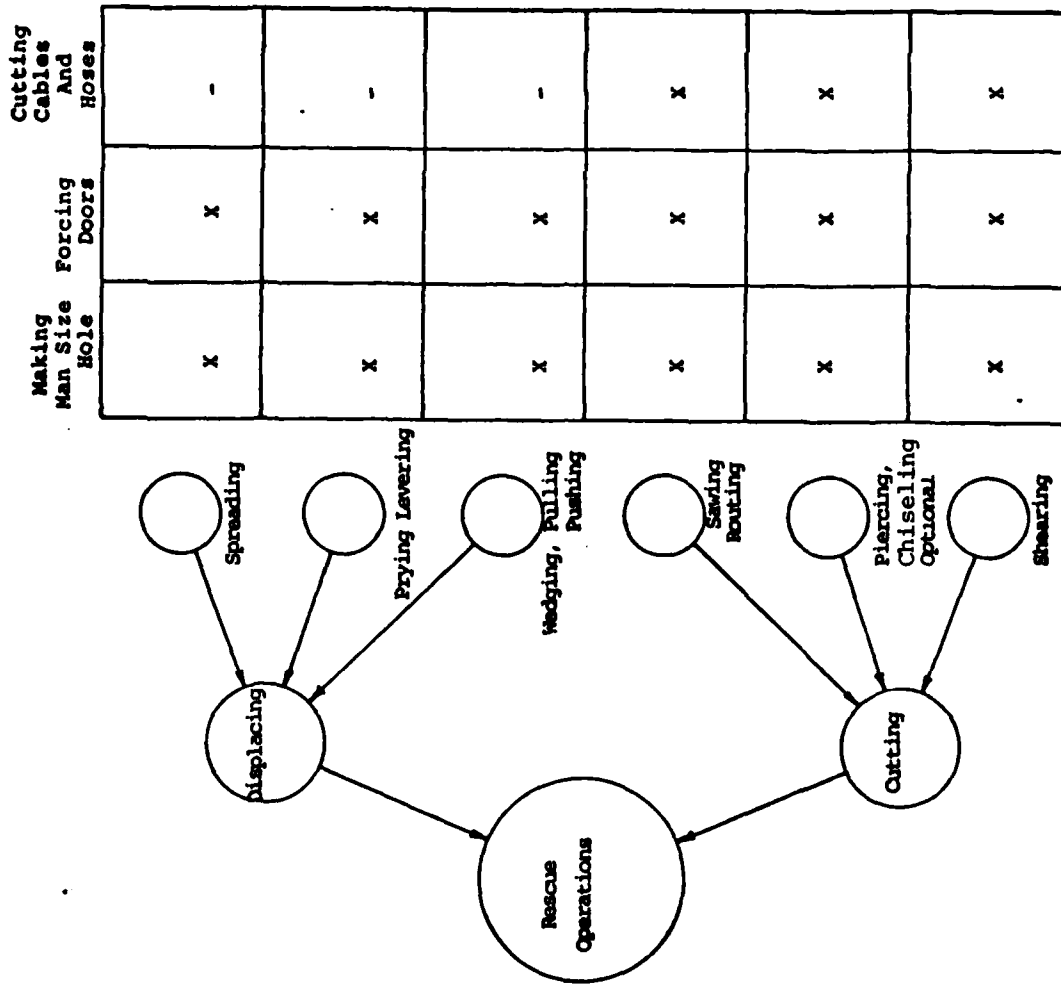 Making
Man Size
Hole
Forcing
Doors
Cutting
Cables
And
Hoses
Spreading
X
X
-
Prying Levering
X
X
-
Wedging, Pulling
Pushing
X
X
-
Sawing
Routing
X
X
X
Piercing,
Chiseling
Optional
X
X
X
Shearing
X
X
X
Displacing
Cutting
Rescue
Operations